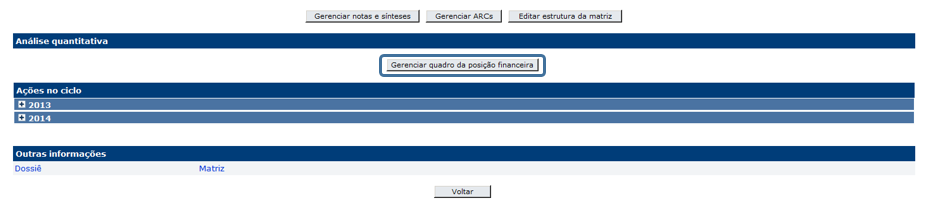 Gerenciar notas e sínteses Gerenciar ARCs Editar estrutura da matriz
Análise quantitativa
Gerenciar quadro da posição financeira
Ações no ciclo
2013
2014
Outras informações
Dossiê Matriz
Voltar